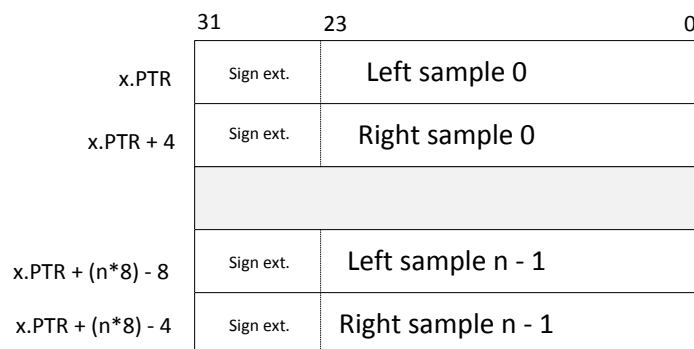 31 23 0
x.PTR Sign ext. Left sample 0
x.PTR + 4 Sign ext. Right sample 0
x.PTR + (n*8) - 8 Sign ext. Left sample n - 1
x.PTR + (n*8) - 4 Sign ext. Right sample n - 1